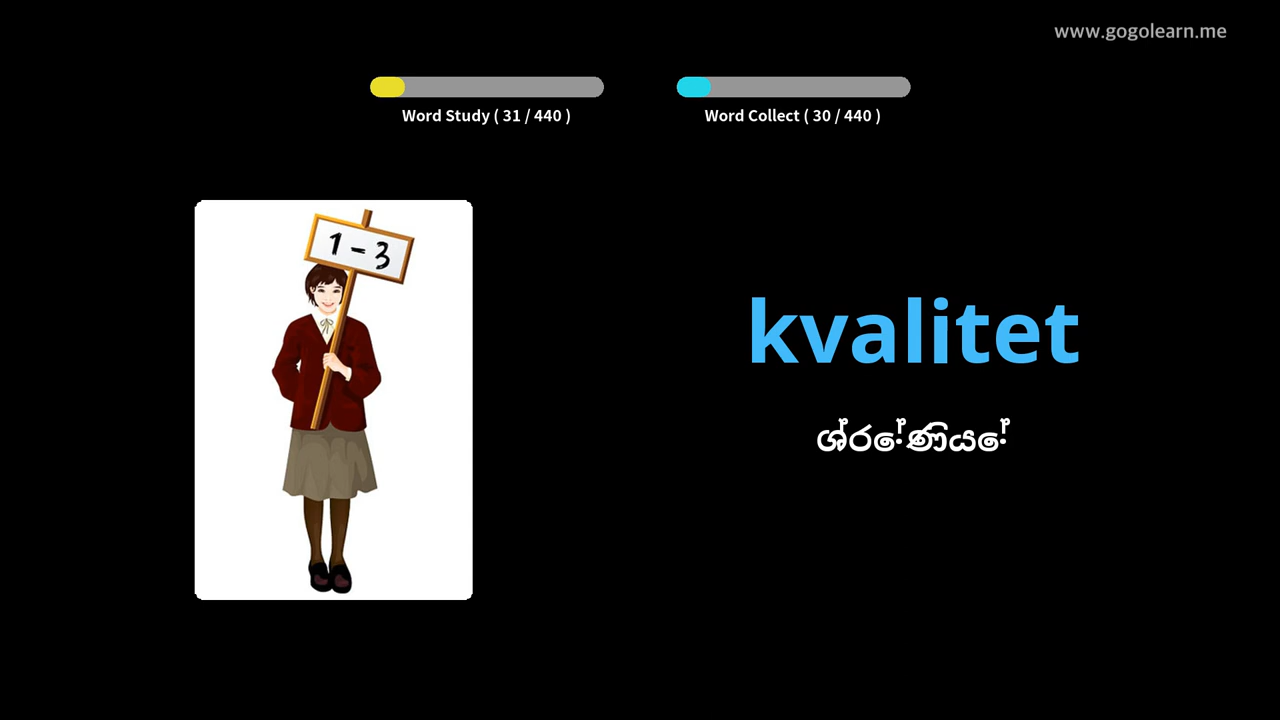 www.gogolearn.me
Word Study ( 31 / 440 )
Word Collect ( 30 / 440 )
1 - 3
kvalitet
ශ්රේණියේ